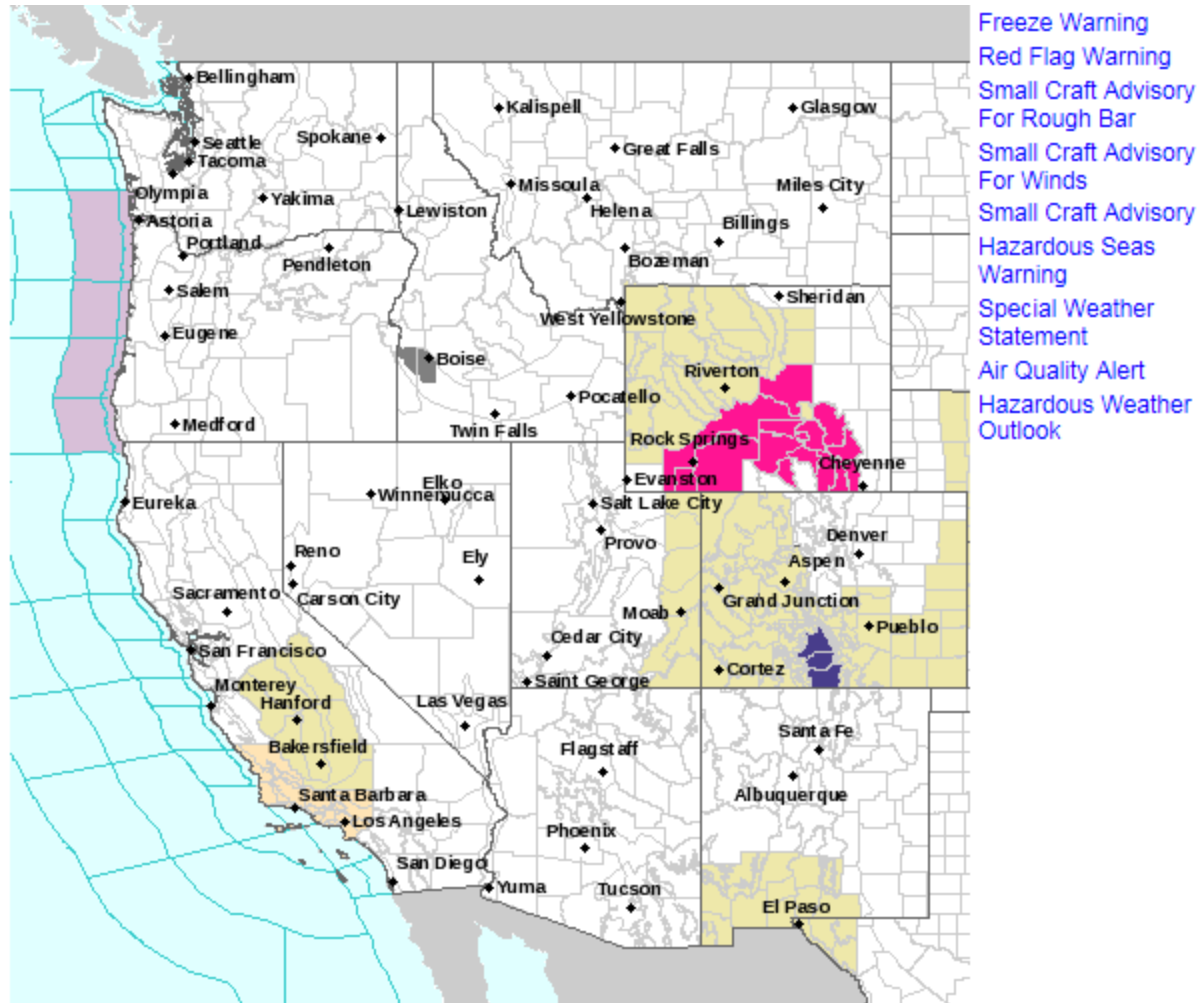 Bellingham
Seattle
Tacoma
Spokane
Olympia
Yakima
Astoria
Portland
Pendleton
Salem
Eugene
Medford
Kalispell
Glasgow
Great Falls
Missoula
Helena
Miles City
Lewiston
Billings
Bozeman
Sheridan
West Yellowstone
Boise
Riverton
Pocatello
Twin Falls
Rock Springs
Cheyenne
Evanston
Eureka
Elko
Winnemucca
Salt Lake City
Provo
Reno
Ely
Denver
Aspen
Sacramento
Carson City
Grand Junction
Moab
Pueblo
San Francisco
Cedar City
Cortez
Saint George
Monterey
Hanford
Las Vegas
Bakersfield
Flagstaff
Santa Fe
Albuquerque
Santa Barbara
Los Angeles
Phoenix
San Diego
Yuma
Tucson
El Paso
Freeze Warning
Red Flag Warning
Small Craft Advisory
For Rough Bar
Small Craft Advisory
For Winds
Small Craft Advisory
Hazardous Seas
Warning
Special Weather
Statement
Air Quality Alert
Hazardous Weather
Outlook